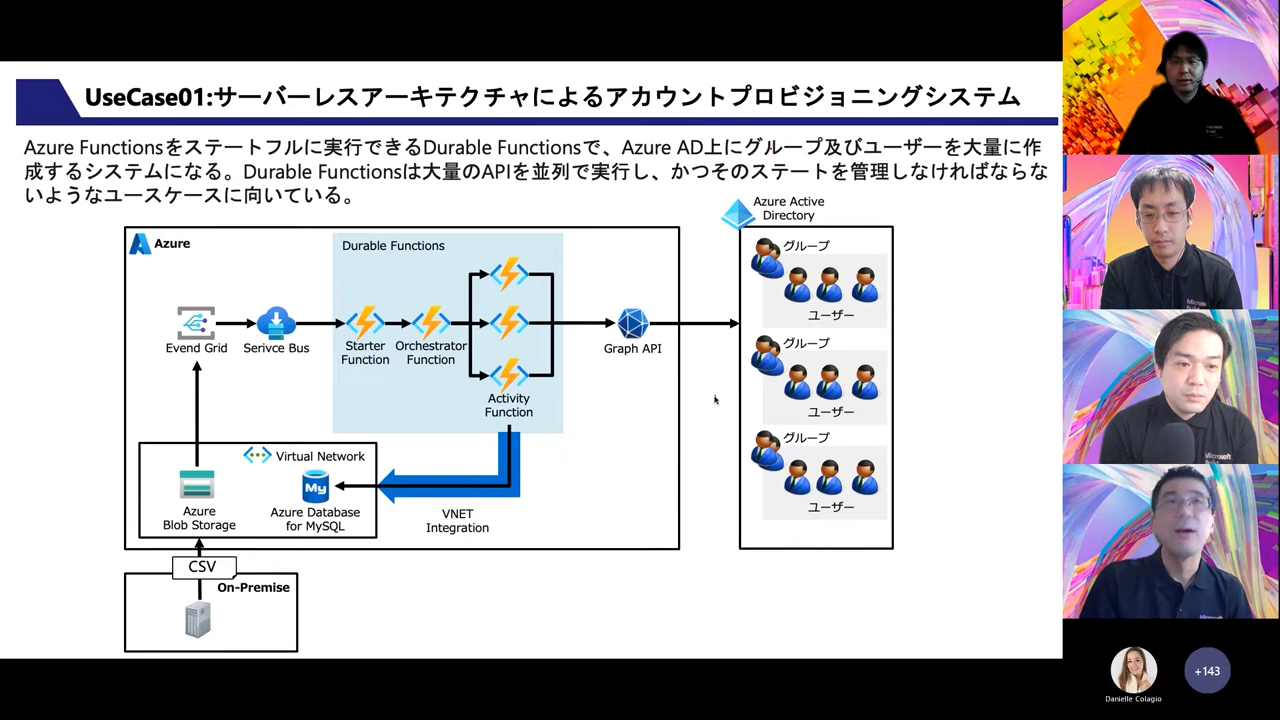 UseCase01:サーバーレスアーキテクチャによるアカウントプロビジョニングシステム
Azure Functionsをステートフルに実行できるDurable Functionsで、Azure AD上にグループ及びユーザーを大量に作
成するシステムになる。Durable Functionsは大量のAPIを並列で実行し、かつそのステートを管理しなければならな
いようなユースケースに向いている。
Azure Active
Directory
Azure
Durable Functions
Evend Grid
Serivce Bus
Starter
Function
Orchestrator
Function
Activity
Function
Graph API
グループ
ユーザー
グループ
ユーザー
グループ
ユーザー
Virtual Network
Azure
Blob Storage
My
Azure Database
for MySQL
VNET
Integration
CSV
On-Premise
Microsoft
Build
Microsoft
Build
Microsoft
Build
Microsoft
Danielle Colagio
+143